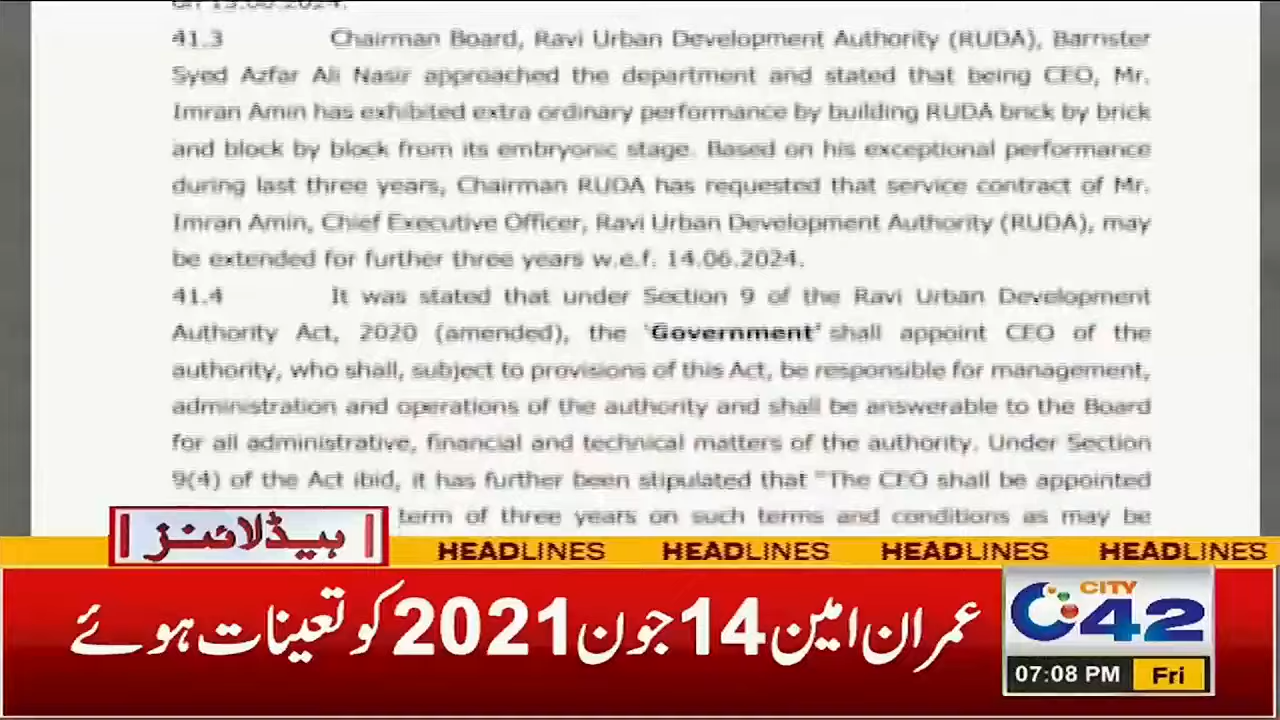 on 13.06.2024.
41.3 Chairman Board, Ravi Urban Development Authority (RUDA), Barrister
Syed Azfar Ali Nasir approached the department and stated that being CEO, Mr.
Imran Amin has exhibited extra ordinary performance by building RUDA brick by brick
and block by block from its embryonic stage. Based on his exceptional performance
during last three years, Chairman RUDA has requested that service contract of Mr.
Imran Amin, Chief Executive Officer, Ravi Urban Development Authority (RUDA), may
be extended for further three years w.e.f. 14.06.2024.
41.4 It was stated that under Section 9 of the Ravi Urban Development
Authority Act, 2020 (amended), the 'Government' shall appoint CEO of the
authority, who shall, subject to provisions of this Act, be responsible for management,
administration and operations of the authority and shall be answerable to the Board
for all administrative, financial and technical matters of the authority. Under Section
9(4) of the Act ibid, it has further been stipulated that "The CEO shall be appointed
term of three years on such terms and conditions as may be
ہیڈلائنز
HEADLINES HEADLINES HEADLINES HEADLINES
عمران امین 14 جون 2021 کو تعینات ہوئے
CITY
42
07:08 PM Fri